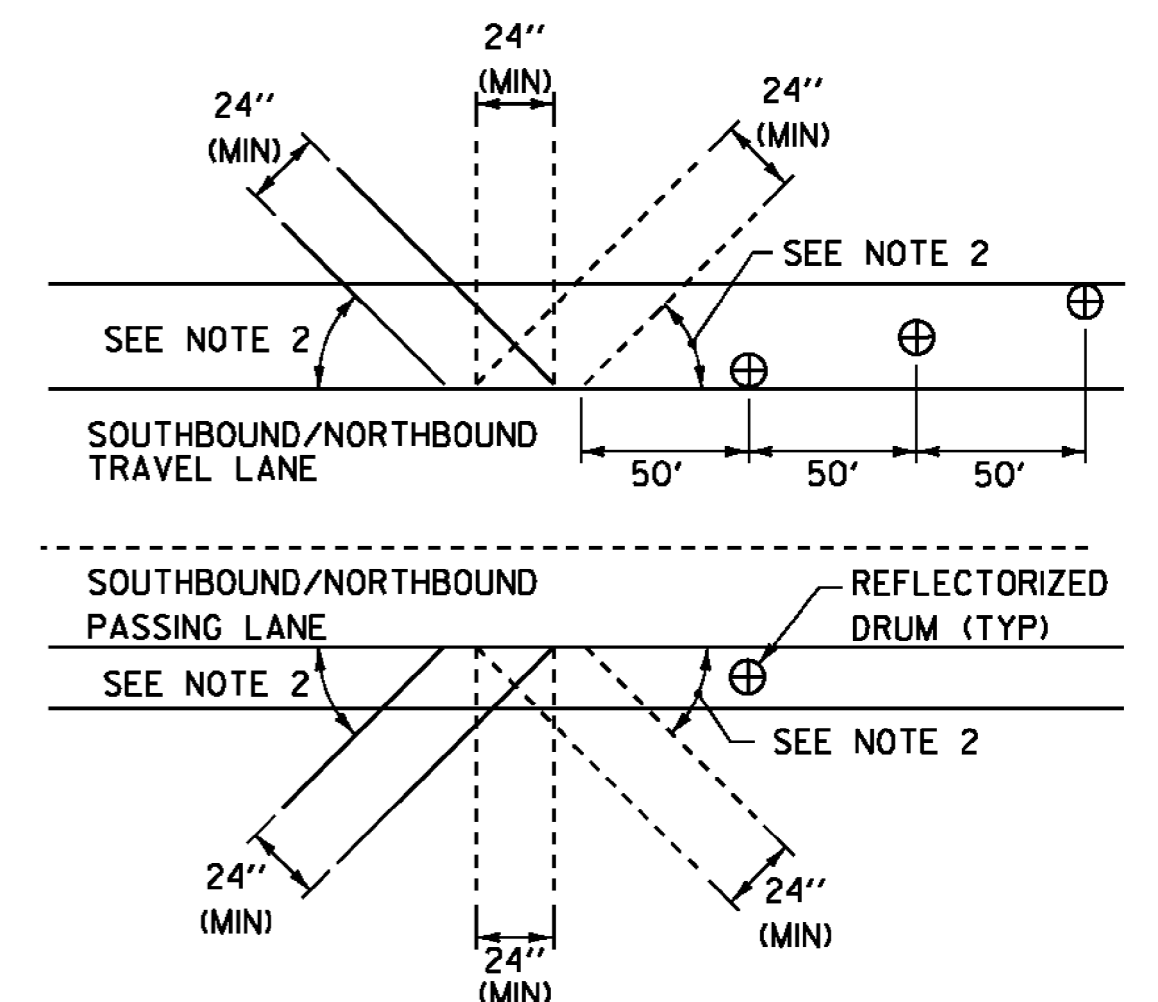 24"
(MIN)
24"
(MIN)
24"
(MIN)
SEE NOTE 2
SEE NOTE 2
SOUTHBOUND/NORTHBOUND
TRAVEL LANE
50' 50' 50'
SOUTHBOUND/NORTHBOUND
PASSING LANE
REFLECTORIZED
DRUM (TYP)
SEE NOTE 2
SEE NOTE 2
24"
(MIN)
24"
(MIN)
24"
(MIN)